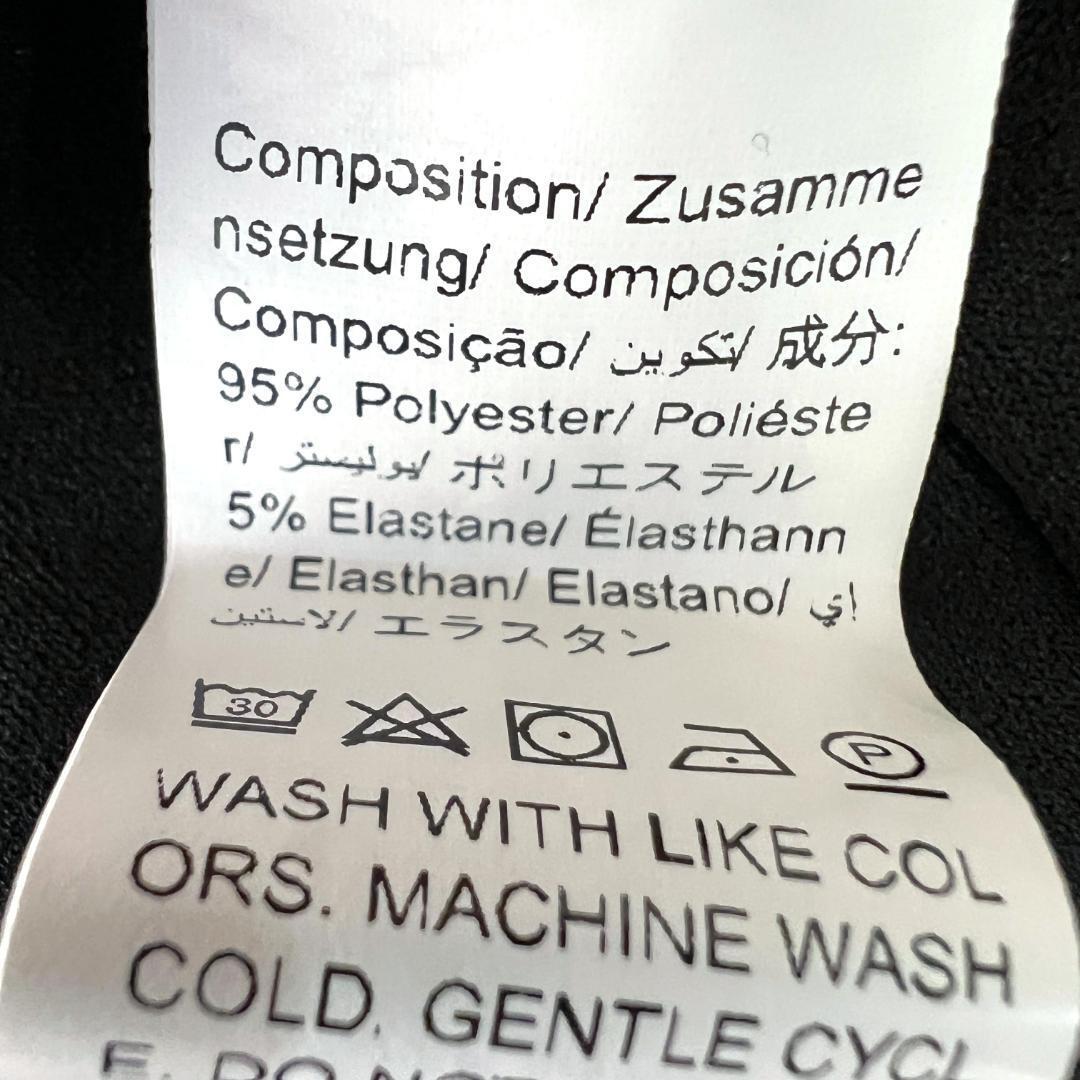 Composition/ Zusamme
nsetzung/ Composición/
Composição/ تكوين/ 成分:
95% Polyester/ Poliéste
r/ بوليستر/ ポリエステル
5% Elastane/ Élasthann
e/ Elasthan/ Elastano/ إي
لاستين/ エラスタン
30 P
WASH WITH LIKE COL
ORS. MACHINE WASH
COLD. GENTLE CYCL
E. DO NOT